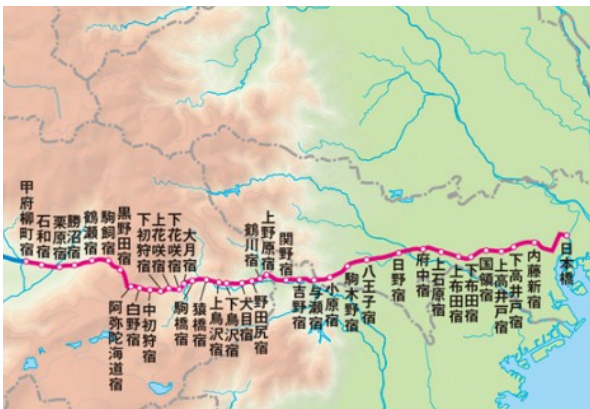 甲府柳町宿
石和宿
栗原宿
勝沼宿
鶴瀬宿
駒飼宿
黒野田宿
阿弥陀海道宿
白野宿
中初狩宿
下初狩宿
上花咲宿
下花咲宿
大月宿
駒橋宿
猿橋宿
上鳥沢宿
下鳥沢宿
犬目宿
野田尻宿
鶴川宿
上野原宿
関野宿
吉野宿
与瀬宿
小原宿
駒木野宿
八王子宿
日野宿
府中宿
上石原宿
上布田宿
下布田宿
国領宿
上高井戸宿
下高井戸宿
内藤新宿
日本橋